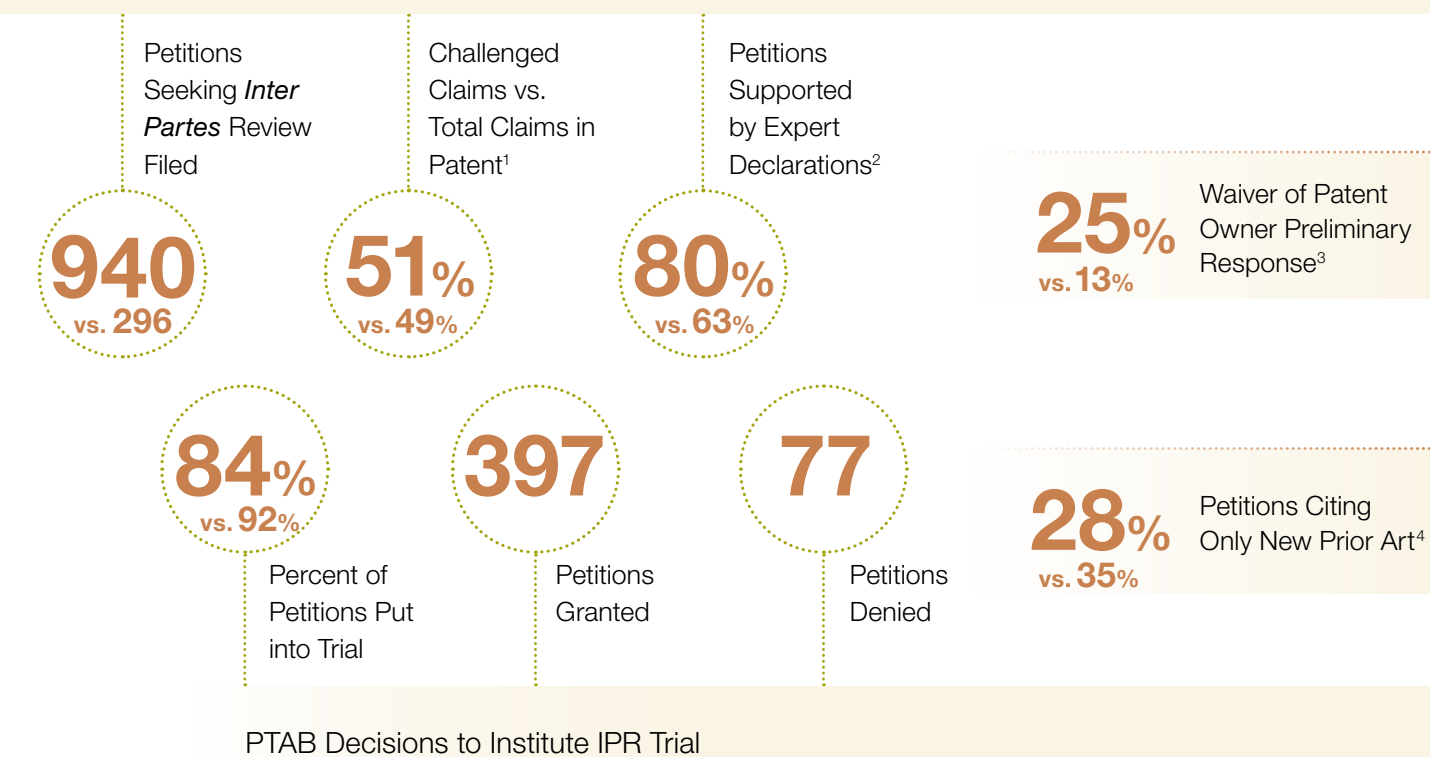 Petitions
Seeking Inter
Partes Review
Filed
940
vs. 296
Challenged
Claims vs.
Total Claims in
Patent¹
51%
vs. 49%
Petitions
Supported
by Expert
Declarations²
80%
vs. 63%
25%
vs. 13%
Waiver of Patent
Owner Preliminary
Response³
84%
vs. 92%
Percent of
Petitions Put
into Trial
397
Petitions
Granted
77
Petitions
Denied
28%
vs. 35%
Petitions Citing
Only New Prior Art⁴
PTAB Decisions to Institute IPR Trial